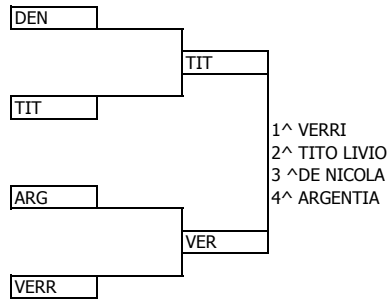 DEN
TIT
TIT
1^ VERRI
2^ TITO LIVIO
3 ^DE NICOLA
4^ ARGENTIA
ARG
VER
VERR